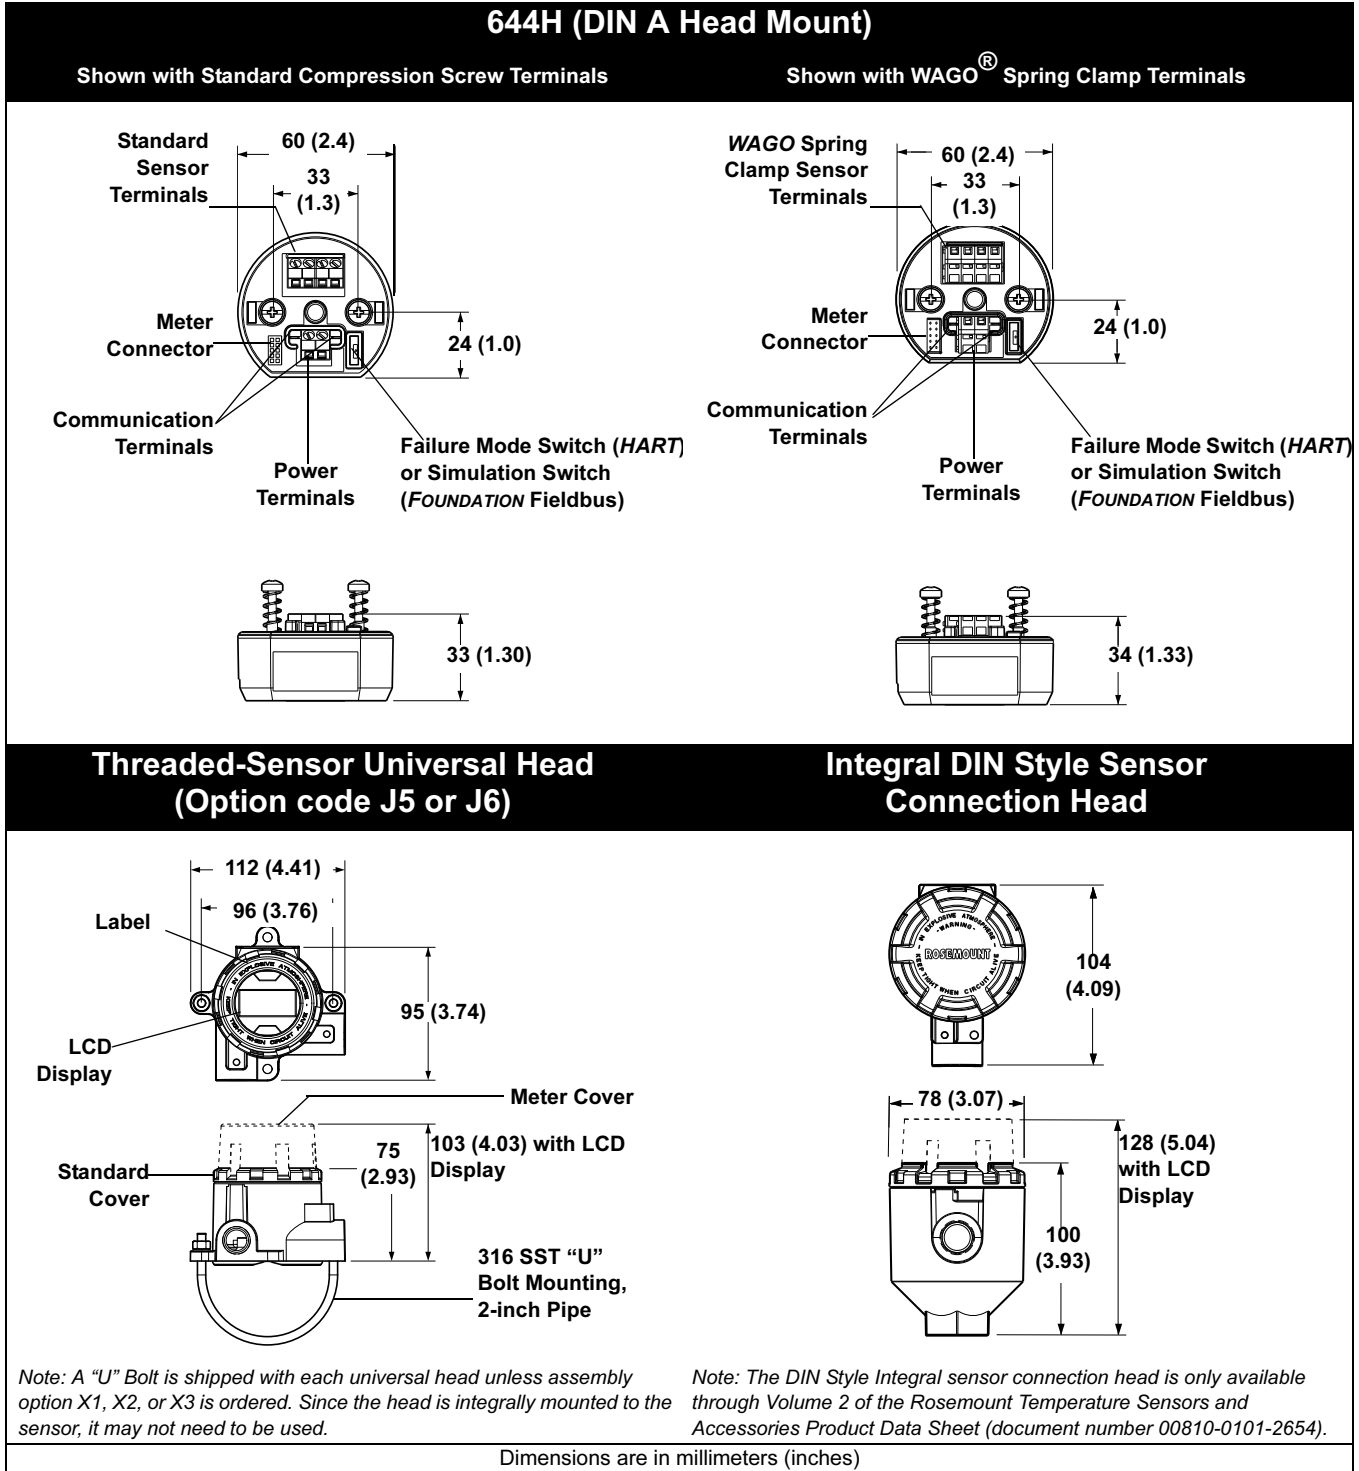 644H (DIN A Head Mount)
Shown with Standard Compression Screw Terminals
Shown with WAGO® Spring Clamp Terminals
Standard
Sensor
Terminals
60 (2.4)
33
(1.3)
Meter
Connector
24 (1.0)
Communication
Terminals
Power
Terminals
Failure Mode Switch (HART)
or Simulation Switch
(FOUNDATION Fieldbus)
33 (1.30)
WAGO Spring
Clamp Sensor
Terminals
60 (2.4)
33
(1.3)
Meter
Connector
24 (1.0)
Communication
Terminals
Power
Terminals
Failure Mode Switch (HART)
or Simulation Switch
(FOUNDATION Fieldbus)
34 (1.33)
Threaded-Sensor Universal Head
(Option code J5 or J6)
112 (4.41)
96 (3.76)
Label
95 (3.74)
LCD
Display
Meter Cover
75
(2.93)
103 (4.03) with LCD
Display
Standard
Cover
316 SST “U”
Bolt Mounting,
2-inch Pipe
Note: A “U” Bolt is shipped with each universal head unless assembly
option X1, X2, or X3 is ordered. Since the head is integrally mounted to the
sensor, it may not need to be used.
Integral DIN Style Sensor
Connection Head
- IN EXPLOSIVE ATMOSPHERE -
- WARNING -
ROSEMOUNT
KEEP TIGHT WHEN CIRCUIT ALIVE
104
(4.09)
78 (3.07)
128 (5.04)
with LCD
Display
100
(3.93)
Note: The DIN Style Integral sensor connection head is only available
through Volume 2 of the Rosemount Temperature Sensors and
Accessories Product Data Sheet (document number 00810-0101-2654).
Dimensions are in millimeters (inches)